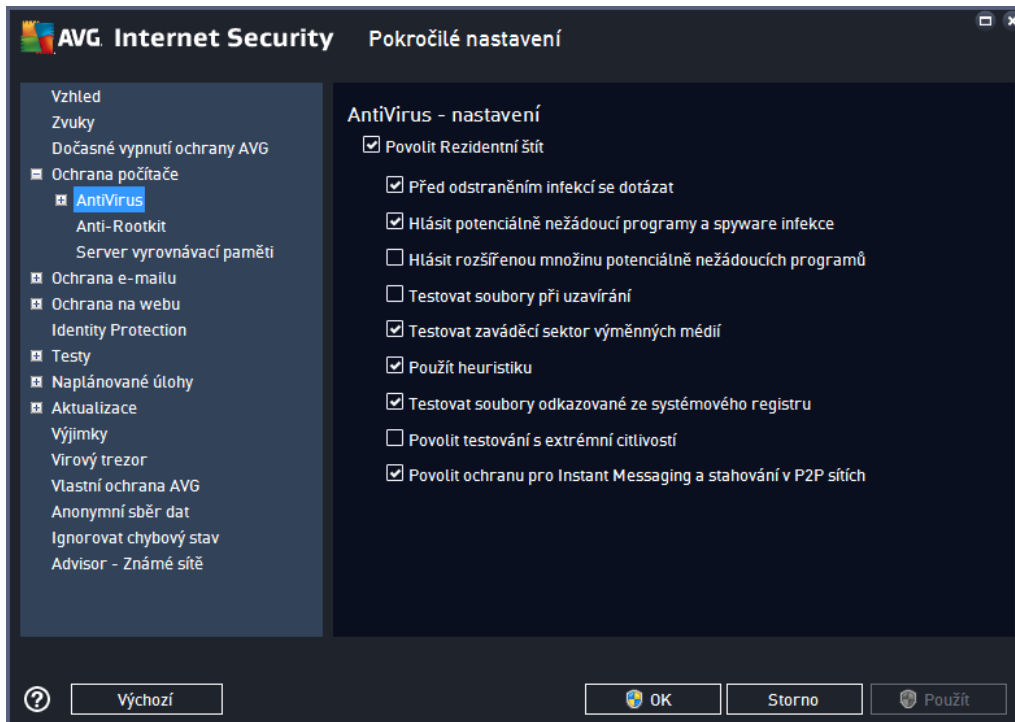 AVG. Internet Security Pokročilé nastavení
Vzhled
Zvuky
Dočasné vypnutí ochrany AVG
Ochrana počítače
AntiVirus
Anti-Rootkit
Server vyrovnávací paměti
Ochrana e-mailu
Ochrana na webu
Identity Protection
Testy
Naplánované úlohy
Aktualizace
Výjimky
Virový trezor
Vlastní ochrana AVG
Anonymní sběr dat
Ignorovat chybový stav
Advisor - Známé sítě
AntiVirus - nastavení
Povolit Rezidentní štít
Před odstraněním infekcí se dotázat
Hlásit potenciálně nežádoucí programy a spyware infekce
Hlásit rozšířenou množinu potenciálně nežádoucích programů
Testovat soubory při uzavírání
Testovat zaváděcí sektor výměnných médií
Použít heuristiku
Testovat soubory odkazované ze systémového registru
Povolit testování s extrémní citlivostí
Povolit ochranu pro Instant Messaging a stahování v P2P sítích
? Výchozí OK Storno Použít